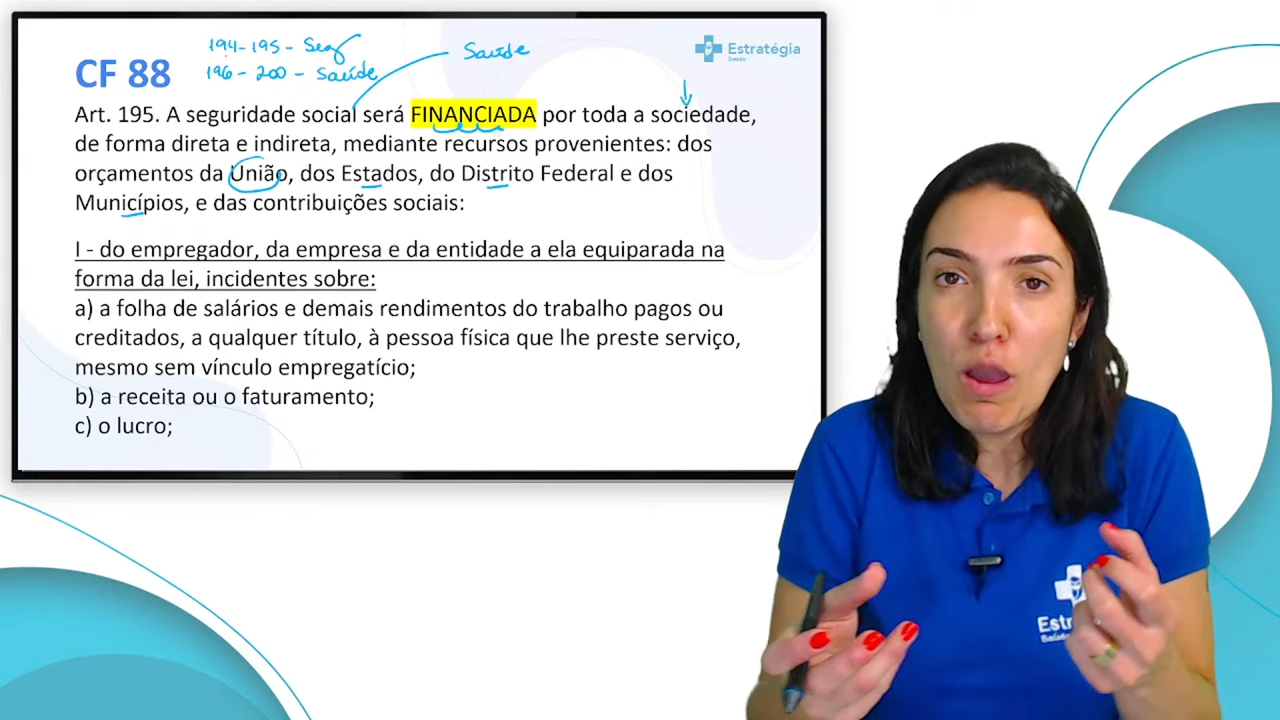 194-195 - Seg
196 - 200 - Saúde
Saúde
Estratégia
Saúde
CF 88
Art. 195. A seguridade social será FINANCIADA por toda a sociedade,
de forma direta e indireta, mediante recursos provenientes: dos
orçamentos da União, dos Estados, do Distrito Federal e dos
Municípios, e das contribuições sociais:
I - do empregador, da empresa e da entidade a ela equiparada na
forma da lei, incidentes sobre:
a) a folha de salários e demais rendimentos do trabalho pagos ou
creditados, a qualquer título, à pessoa física que lhe preste serviço,
mesmo sem vínculo empregatício;
b) a receita ou o faturamento;
c) o lucro;